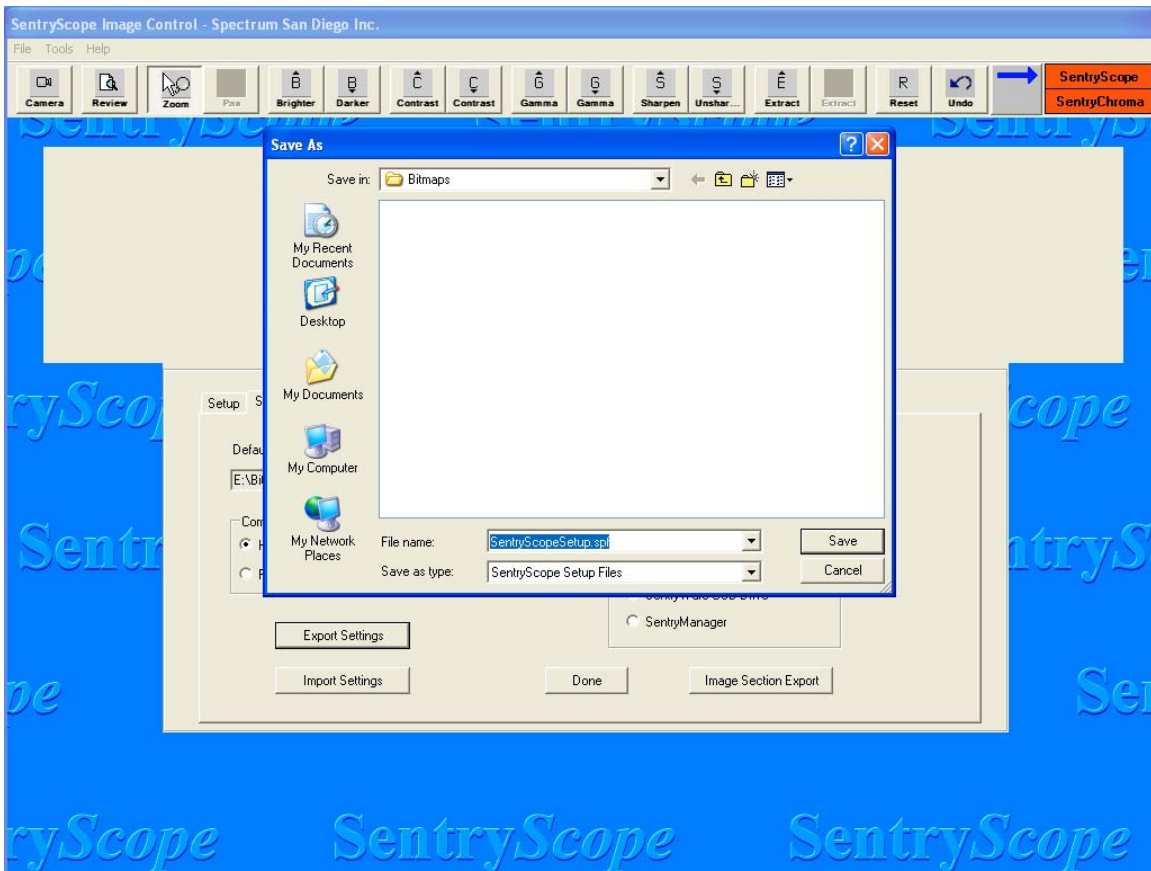 SentryScope Image Control - Spectrum San Diego Inc.
File Tools Help
Camera Review Zoom Pan B Brighter B Darker C Contrast C Contrast G Gamma G Gamma S Sharpen S Unshar... E Extract Extract R Reset Undo
SentryScope
SentryChroma
Save As
Save in: Bitmaps
My Recent
Documents
Desktop
My Documents
My Computer
My Network
Places
File name: SentryScopeSetup.spf Save
Save as type: SentryScope Setup Files Cancel
Setup S
Defau
E:\Bi
Com
SentryManager
Export Settings
Import Settings Done Image Section Export
ryScope SentryScope SentryScope